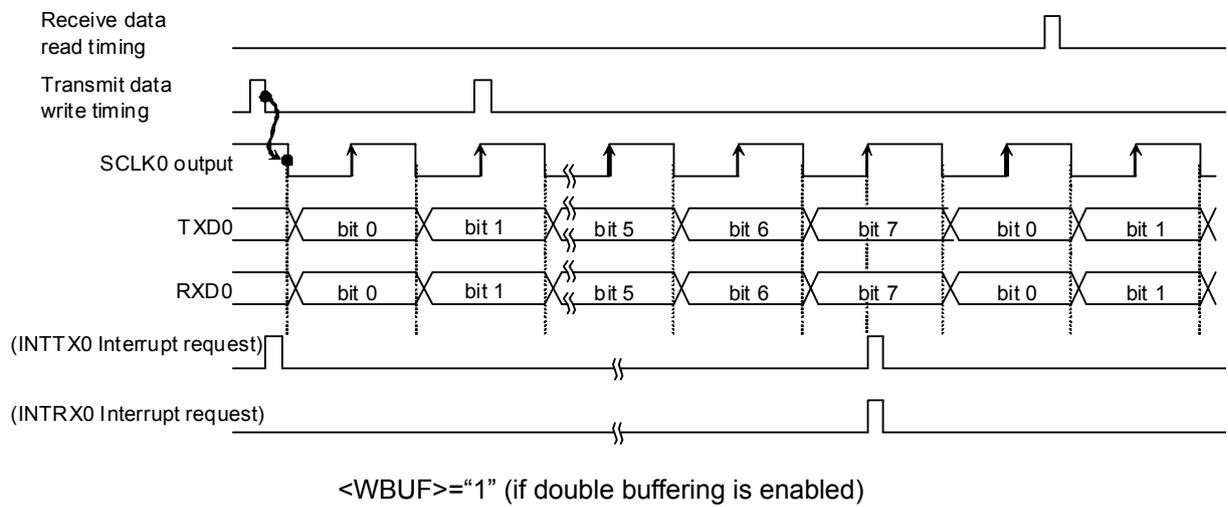 Receive data
read timing
Transmit data
write timing
SCLK0 output
TXD0
bit 0
bit 1
bit 5
bit 6
bit 7
bit 0
bit 1
RXD0
bit 0
bit 1
bit 5
bit 6
bit 7
bit 0
bit 1
(INTTX0 Interrupt request)
(INTRX0 Interrupt request)
<WBUF>=“1” (if double buffering is enabled)